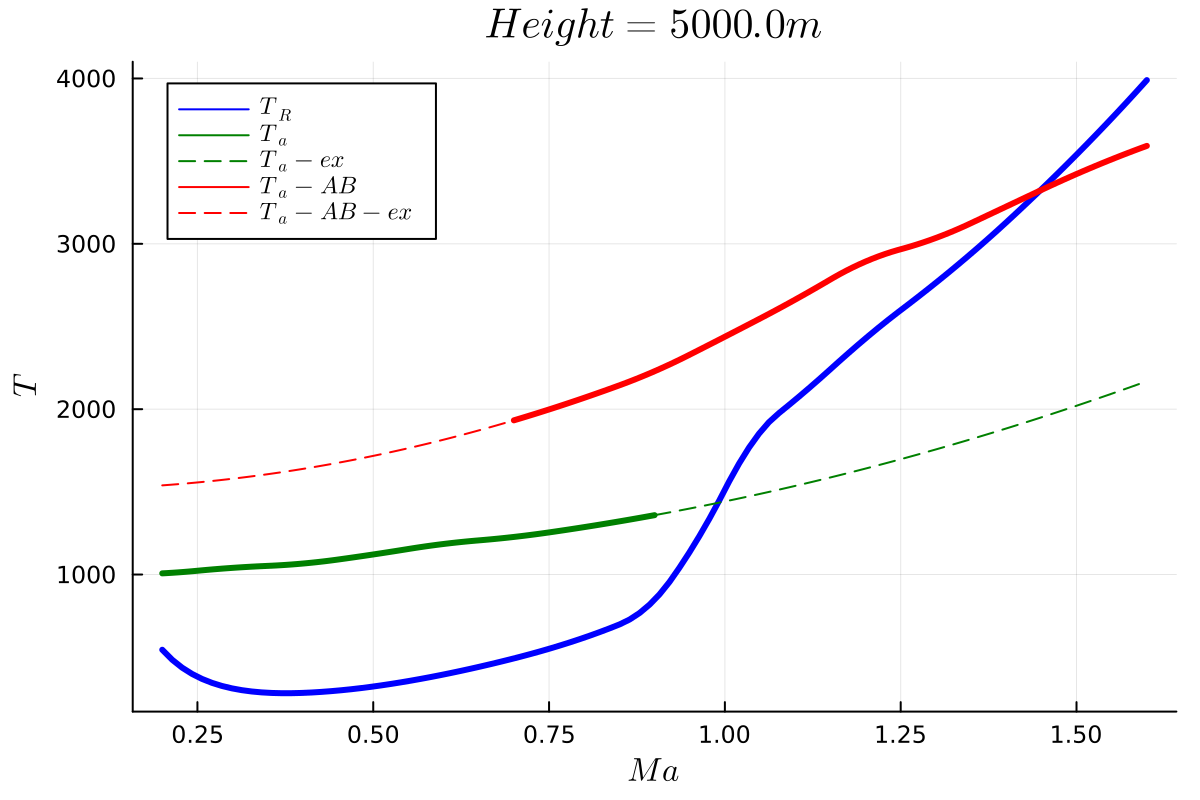 Height = 5000.0m
4000
3000
2000
1000
T
T_R
T_a
T_a − ex
T_a − AB
T_a − AB − ex
0.25 0.50 0.75 1.00 1.25 1.50
Ma